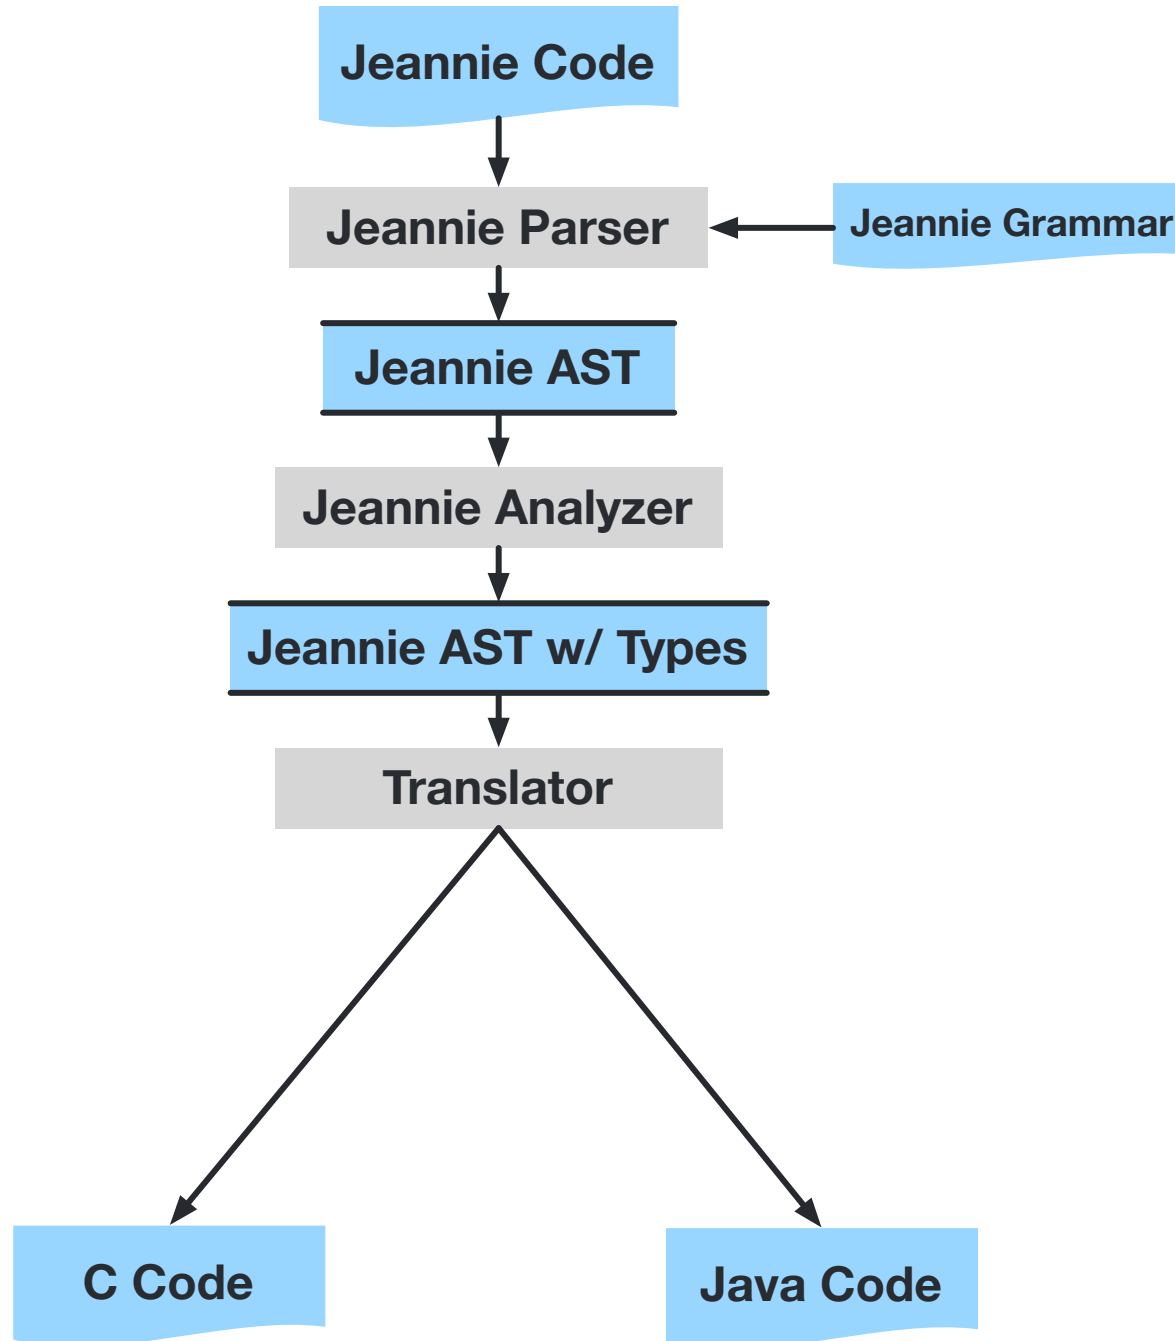 Jeannie Code
Jeannie Parser
Jeannie Grammar
Jeannie AST
Jeannie Analyzer
Jeannie AST w/ Types
Translator
C Code
Java Code